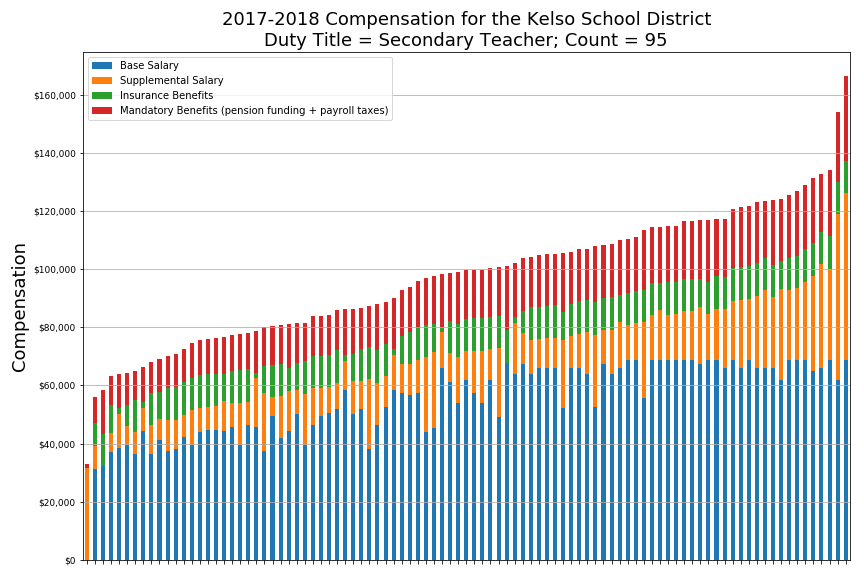 2017-2018 Compensation for the Kelso School District
Duty Title = Secondary Teacher; Count = 95
Base Salary
Supplemental Salary
Insurance Benefits
Mandatory Benefits (pension funding + payroll taxes)
Compensation
$160,000
$140,000
$120,000
$100,000
$80,000
$60,000
$40,000
$20,000
$0